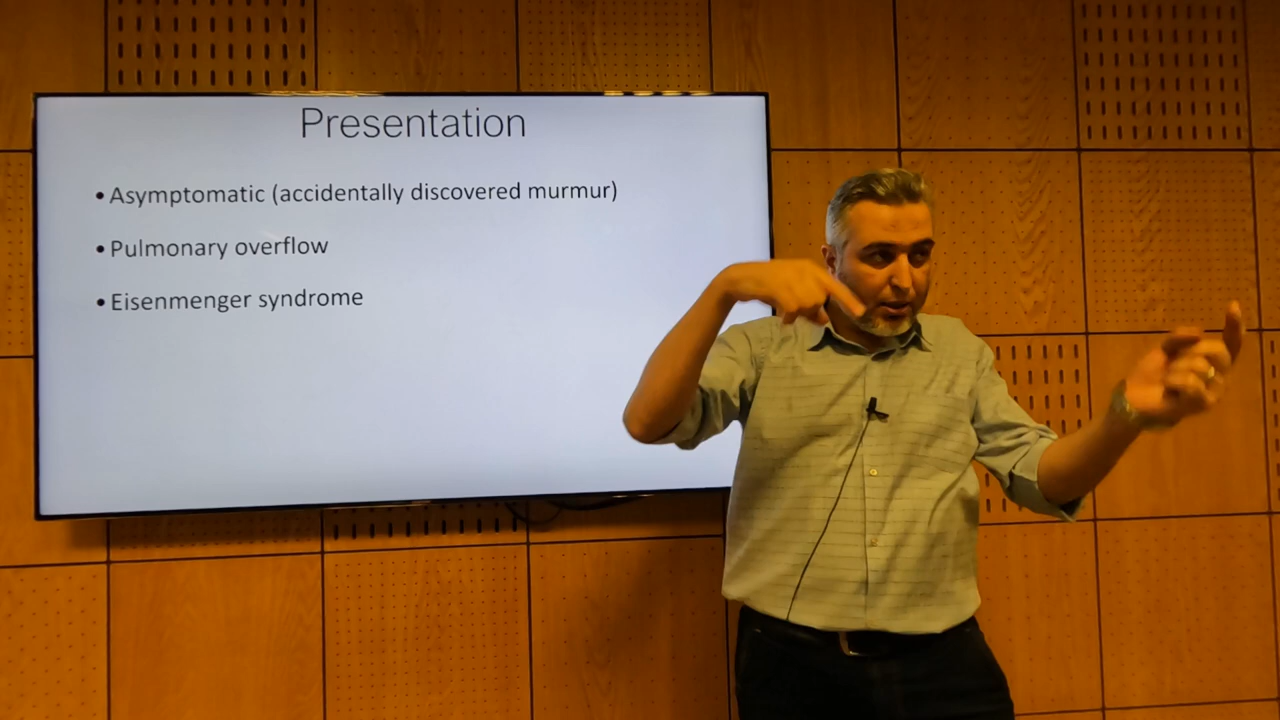 Presentation
• Asymptomatic (accidentally discovered murmur)
• Pulmonary overflow
• Eisenmenger syndrome